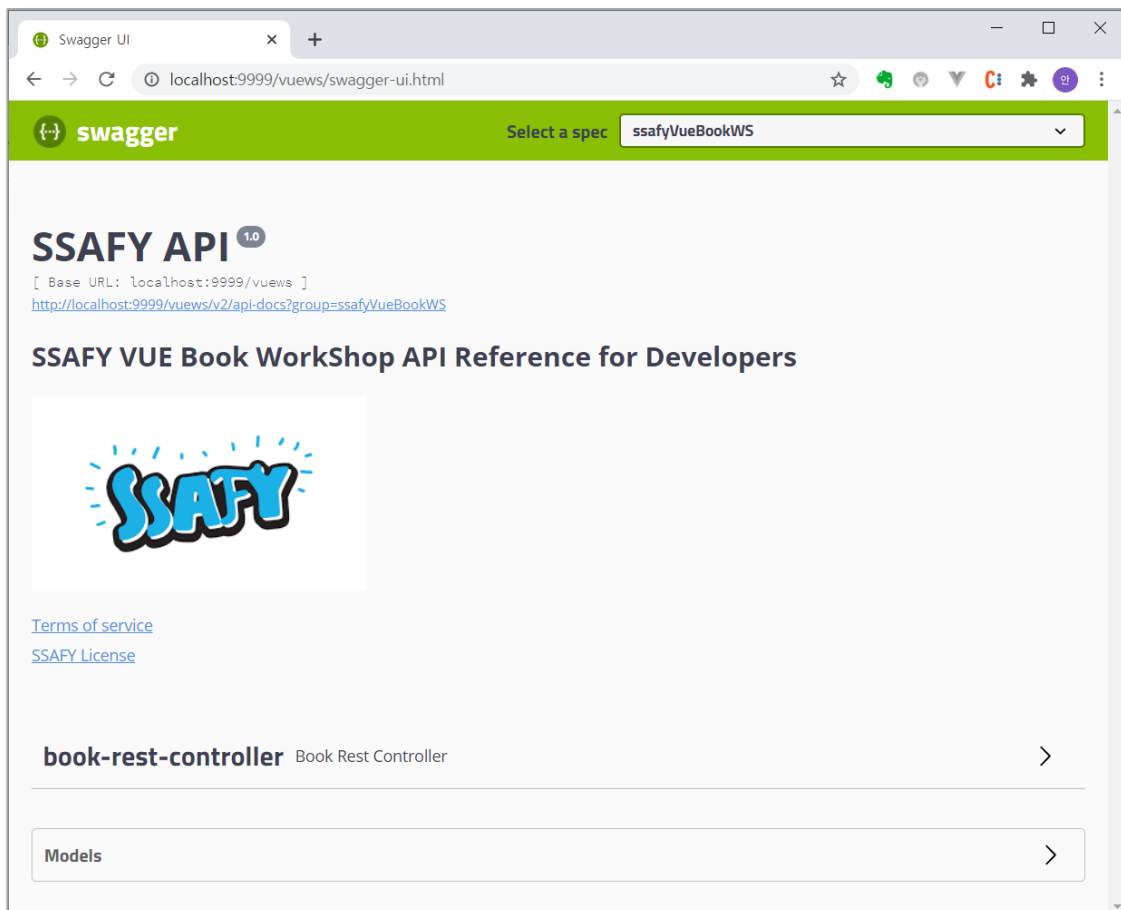 Swagger UI
localhost:9999/vuews/swagger-ui.html
안
swagger
Select a spec
ssafyVueBookWS
SSAFY API 1.0
[ Base URL: localhost:9999/vuews ]
http://localhost:9999/vuews/v2/api-docs?group=ssafyVueBookWS
SSAFY VUE Book WorkShop API Reference for Developers
SSAFY
Terms of service
SSAFY License
book-rest-controller Book Rest Controller
Models